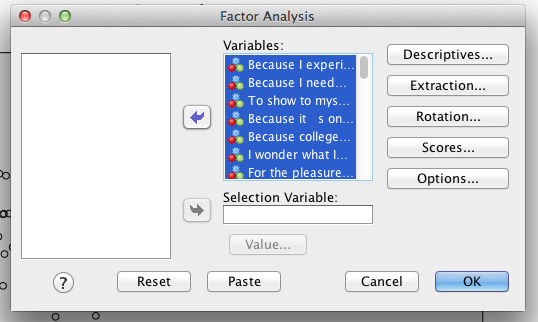 Factor Analysis
Variables:
Because I experi...
Because I need...
To show to mys...
Because it s on...
Because college...
I wonder what I...
For the pleasure...
Selection Variable:
Value...
Descriptives...
Extraction...
Rotation...
Scores...
Options...
?
Reset
Paste
Cancel
OK